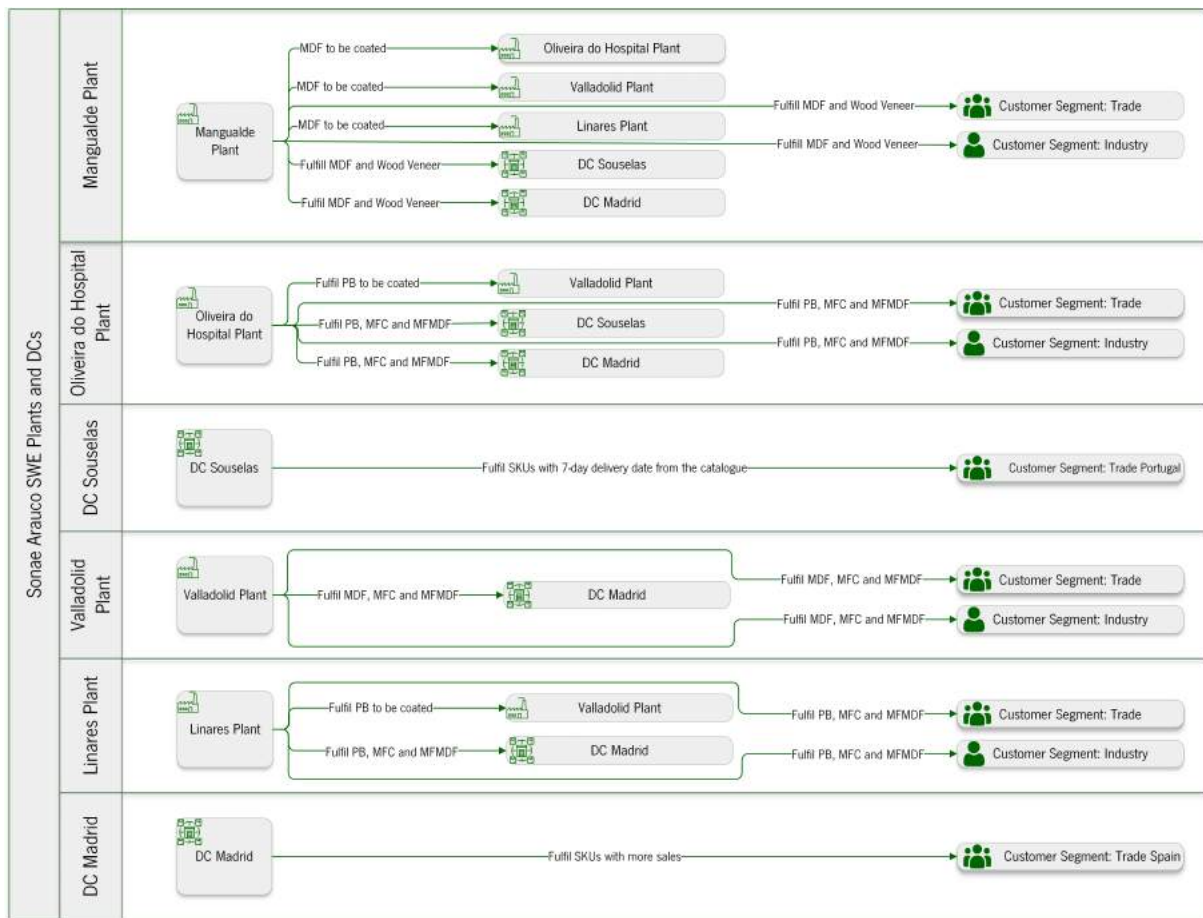 Sonae Arauco SWE Plants and DCs
Mangualde Plant
Mangualde
Plant
MDF to be coated
Oliveira do Hospital Plant
MDF to be coated
Valladolid Plant
Fulfill MDF and Wood Veneer
Customer Segment: Trade
MDF to be coated
Linares Plant
Fulfill MDF and Wood Veneer
Customer Segment: Industry
Fulfill MDF and Wood Veneer
DC Souselas
Fulfil MDF and Wood Veneer
DC Madrid
Oliveira do Hospital
Plant
Oliveira do
Hospital Plant
Fulfil PB to be coated
Valladolid Plant
Fulfil PB, MFC and MFMDF
Customer Segment: Trade
Fulfil PB, MFC and MFMDF
DC Souselas
Fulfil PB, MFC and MFMDF
Customer Segment: Industry
Fulfil PB, MFC and MFMDF
DC Madrid
DC Souselas
DC Souselas
Fulfil SKUs with 7-day delivery date from the catalogue
Customer Segment: Trade Portugal
Valladolid
Plant
Valladolid Plant
Fulfil MDF, MFC and MFMDF
DC Madrid
Fulfil MDF, MFC and MFMDF
Customer Segment: Trade
Fulfil MDF, MFC and MFMDF
Customer Segment: Industry
Linares Plant
Linares Plant
Fulfil PB to be coated
Valladolid Plant
Fulfil PB, MFC and MFMDF
Customer Segment: Trade
Fulfil PB, MFC and MFMDF
DC Madrid
Fulfil PB, MFC and MFMDF
Customer Segment: Industry
DC Madrid
DC Madrid
Fulfil SKUs with more sales
Customer Segment: Trade Spain